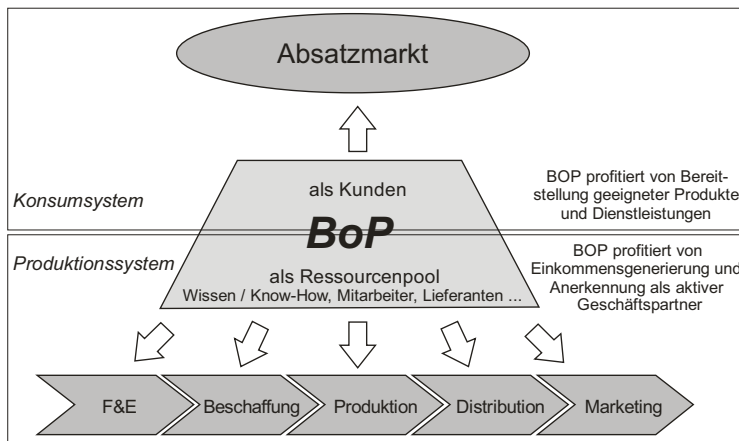 Absatzmarkt
als Kunden
Konsumsystem
BOP profitiert von Bereit-
stellung geeigneter Produkte
und Dienstleistungen
BoP
Produktionssystem
als Ressourcenpool
Wissen / Know-How, Mitarbeiter, Lieferanten ...
BOP profitiert von
Einkommensgenerierung und
Anerkennung als aktiver
Geschäftspartner
F&E
Beschaffung
Produktion
Distribution
Marketing